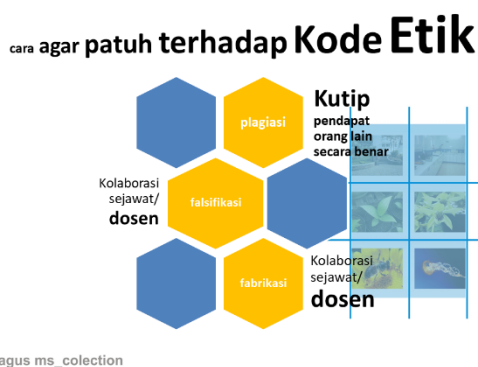 cara agar patuh terhadap Kode Etik
plagiasi
Kutip
pendapat
orang lain
secara benar
Kolaborasi
sejawat/
dosen
falsifikasi
fabrikasi
Kolaborasi
sejawat/
dosen
agus ms_colection